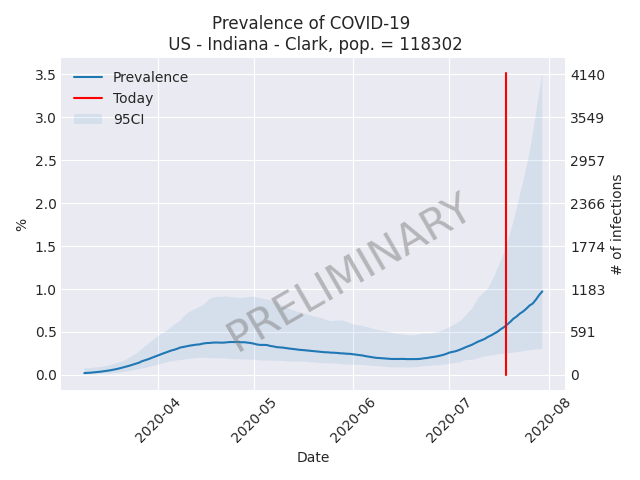 Prevalence of COVID-19
US - Indiana - Clark, pop. = 118302
Prevalence
Today
95CI
3.5
3.0
2.5
2.0
1.5
1.0
0.5
0.0
%
4140
3549
2957
2366
1774
1183
591
0
# of infections
PRELIMINARY
2020-04
2020-05
2020-06
2020-07
2020-08
Date